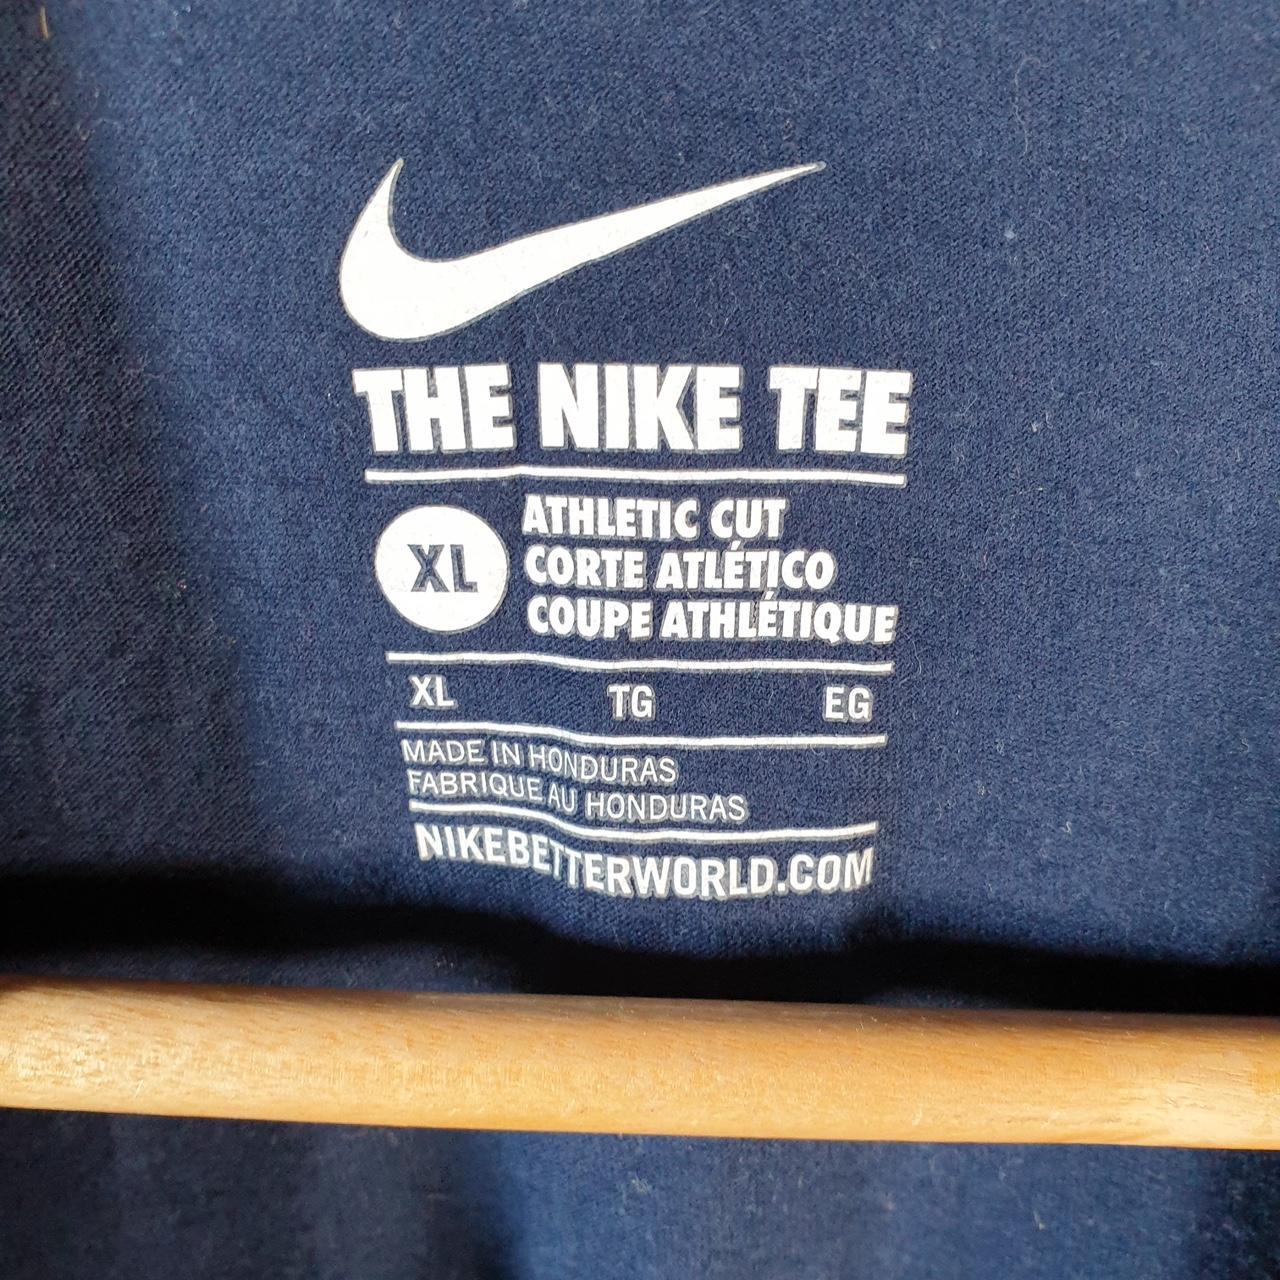 THE NIKE TEE
XL
ATHLETIC CUT
CORTE ATLÉTICO
COUPE ATHLÉTIQUE
XL TG EG
MADE IN HONDURAS
FABRIQUE AU HONDURAS
NIKEBETTERWORLD.COM